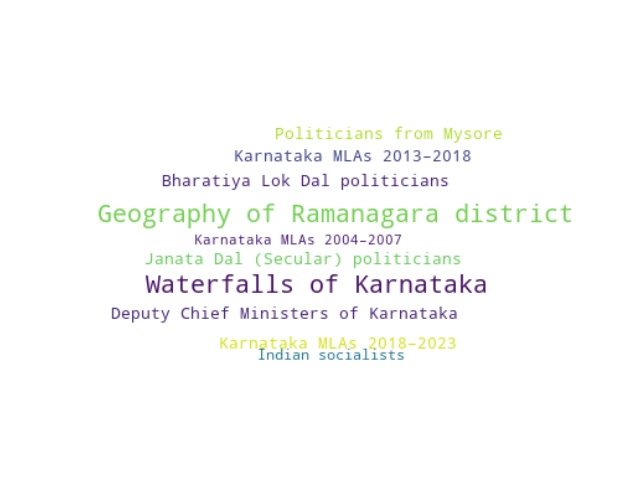 Politicians from Mysore
Karnataka MLAs 2013–2018
Bharatiya Lok Dal politicians
Geography of Ramanagara district
Karnataka MLAs 2004–2007
Janata Dal (Secular) politicians
Waterfalls of Karnataka
Deputy Chief Ministers of Karnataka
Karnataka MLAs 2018–2023
Indian socialists